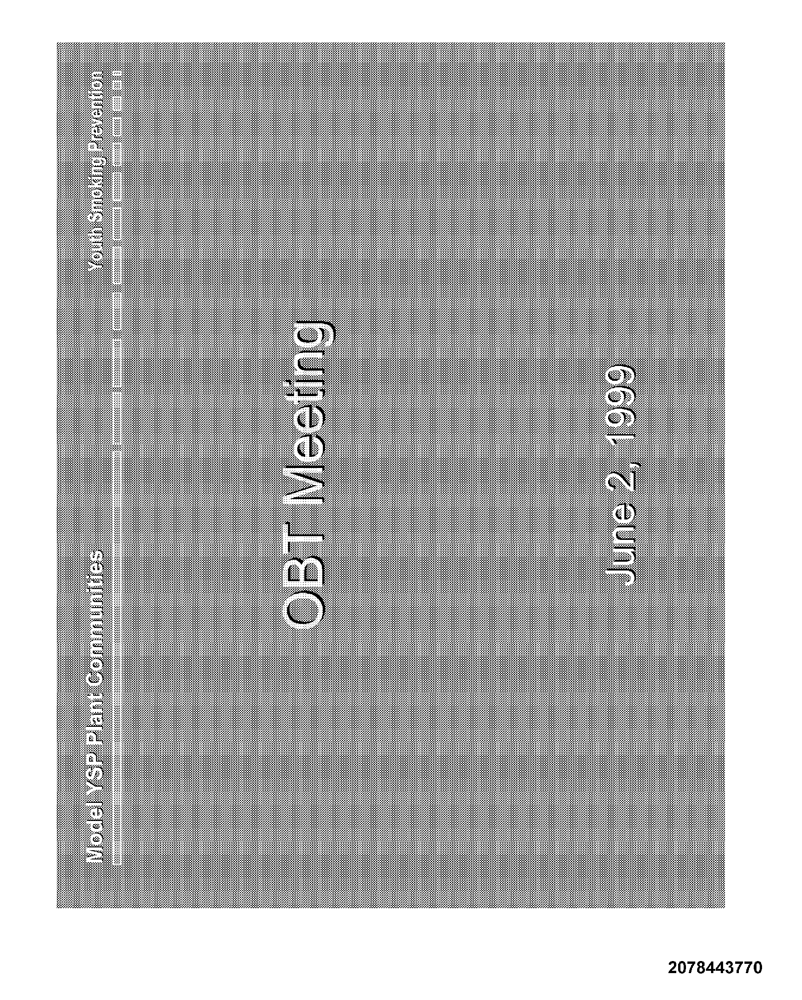 Model YSP Plant Communities
Youth Smoking Prevention
OBT Meeting
June 2, 1999
2078443770